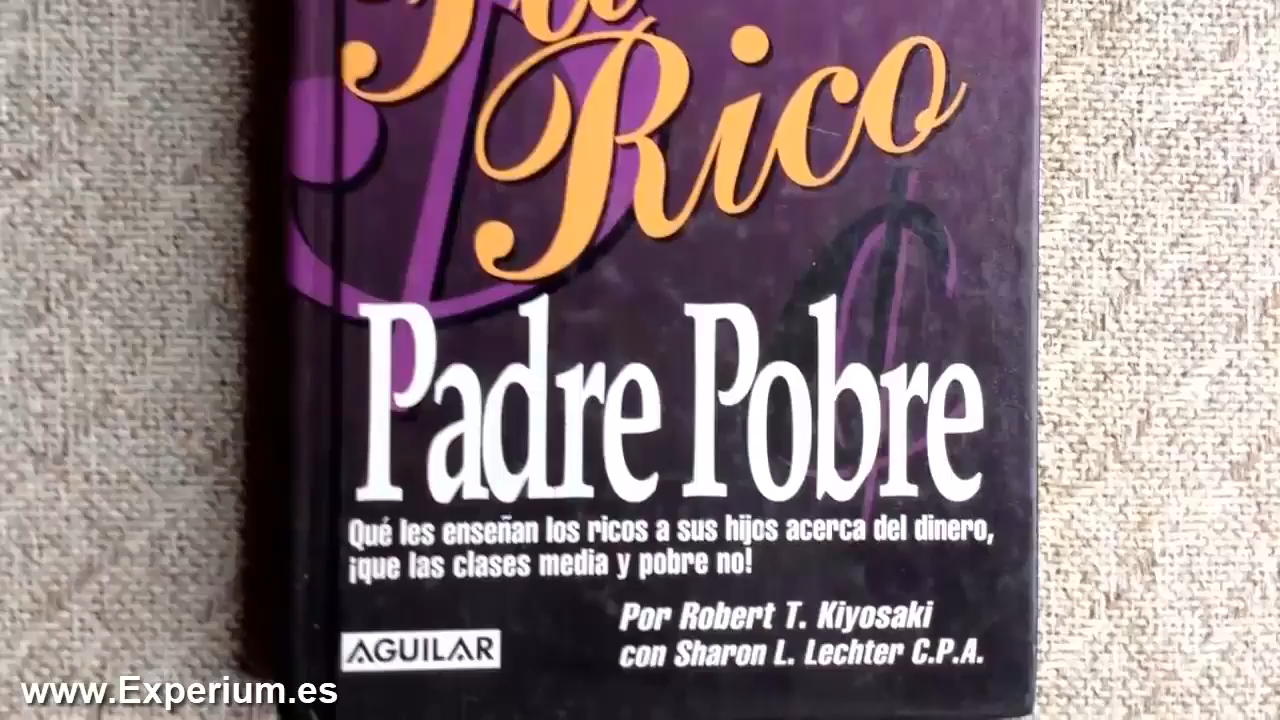 Rico
Padre Pobre
Qué les enseñan los ricos a sus hijos acerca del dinero,
¡que las clases media y pobre no!
Por Robert T. Kiyosaki
con Sharon L. Lechter C.P.A.
AGUILAR
www.Experium.es